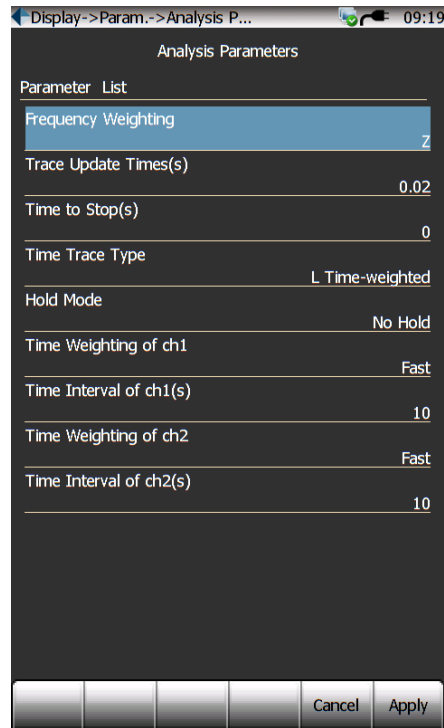 Display->Param.->Analysis P...
09:19
Analysis Parameters
Parameter List
Frequency Weighting
Z
Trace Update Times(s)
0.02
Time to Stop(s)
0
Time Trace Type
L Time-weighted
Hold Mode
No Hold
Time Weighting of ch1
Fast
Time Interval of ch1(s)
10
Time Weighting of ch2
Fast
Time Interval of ch2(s)
10
Cancel
Apply